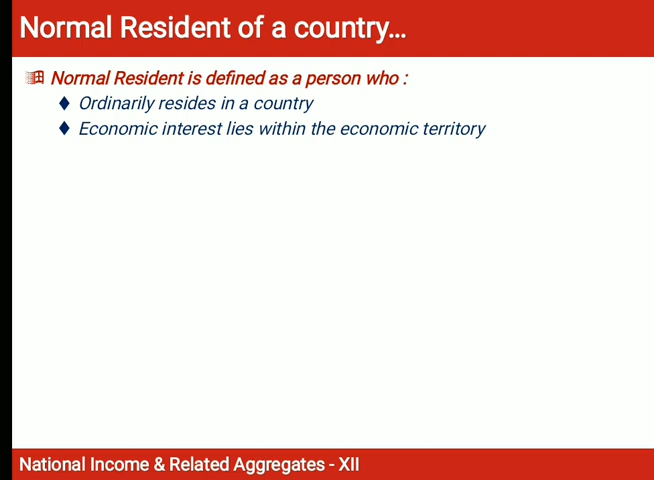 Normal Resident of a country...
Normal Resident is defined as a person who :
Ordinarily resides in a country
Economic interest lies within the economic territory
National Income & Related Aggregates - XII